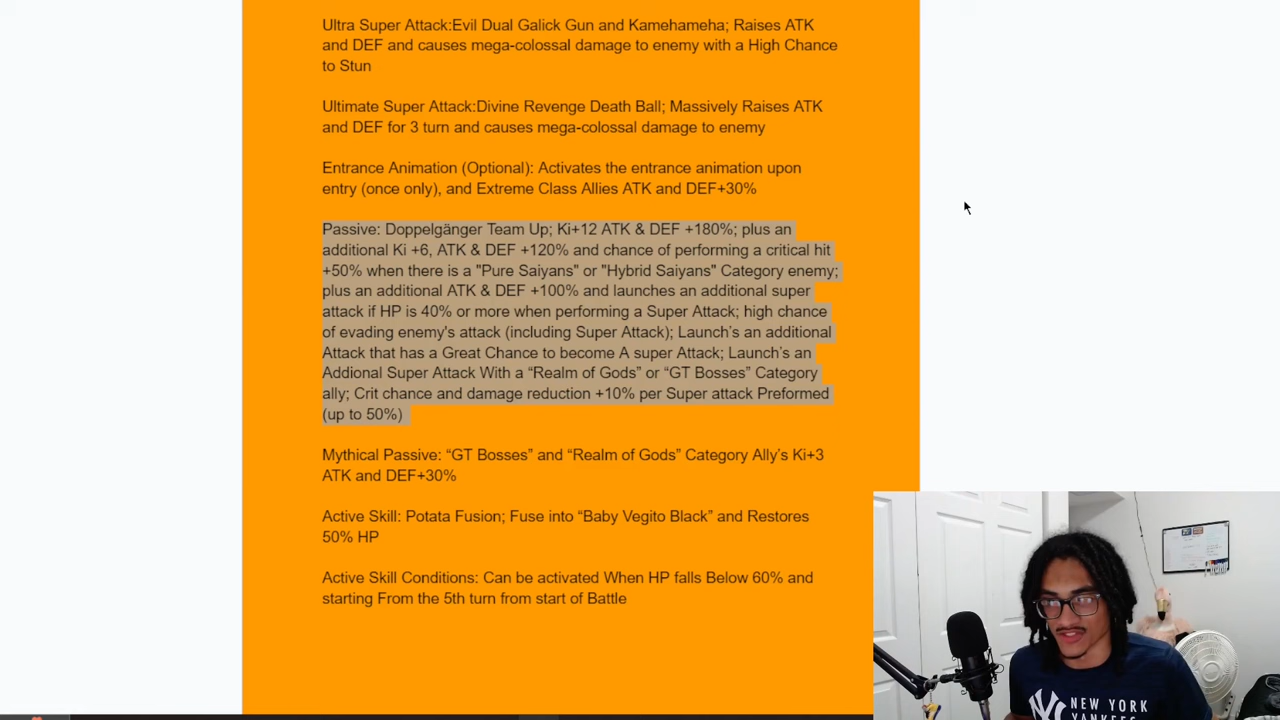 Ultra Super Attack:Evil Dual Galick Gun and Kamehameha; Raises ATK
and DEF and causes mega-colossal damage to enemy with a High Chance
to Stun
Ultimate Super Attack:Divine Revenge Death Ball; Massively Raises ATK
and DEF for 3 turn and causes mega-colossal damage to enemy
Entrance Animation (Optional): Activates the entrance animation upon
entry (once only), and Extreme Class Allies ATK and DEF+30%
Passive: Doppelgänger Team Up; Ki+12 ATK & DEF +180%; plus an
additional Ki +6, ATK & DEF +120% and chance of performing a critical hit
+50% when there is a "Pure Saiyans" or "Hybrid Saiyans" Category enemy;
plus an additional ATK & DEF +100% and launches an additional super
attack if HP is 40% or more when performing a Super Attack; high chance
of evading enemy's attack (including Super Attack); Launch’s an additional
Attack that has a Great Chance to become A super Attack; Launch’s an
Addional Super Attack With a “Realm of Gods” or “GT Bosses” Category
ally; Crit chance and damage reduction +10% per Super attack Preformed
(up to 50%)
Mythical Passive: “GT Bosses” and “Realm of Gods” Category Ally’s Ki+3
ATK and DEF+30%
Active Skill: Potata Fusion; Fuse into “Baby Vegito Black” and Restores
50% HP
Active Skill Conditions: Can be activated When HP falls Below 60% and
starting From the 5th turn from start of Battle
NEW YORK
YANKEES